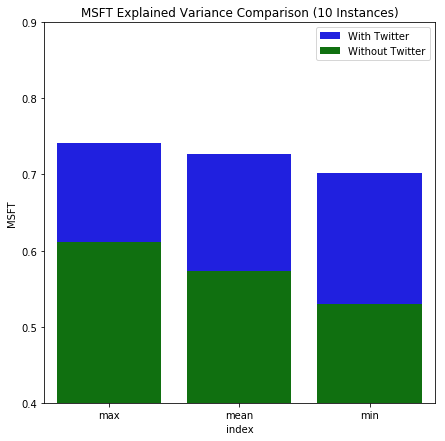 MSFT Explained Variance Comparison (10 Instances)
With Twitter
Without Twitter
0.9
0.8
0.7
0.6
0.5
0.4
MSFT
max
mean
min
index